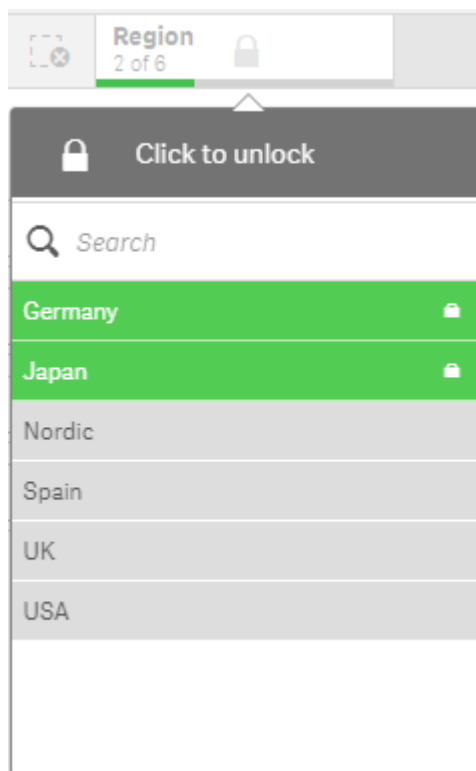 Region
2 of 6
Click to unlock
Search
Germany
Japan
Nordic
Spain
UK
USA